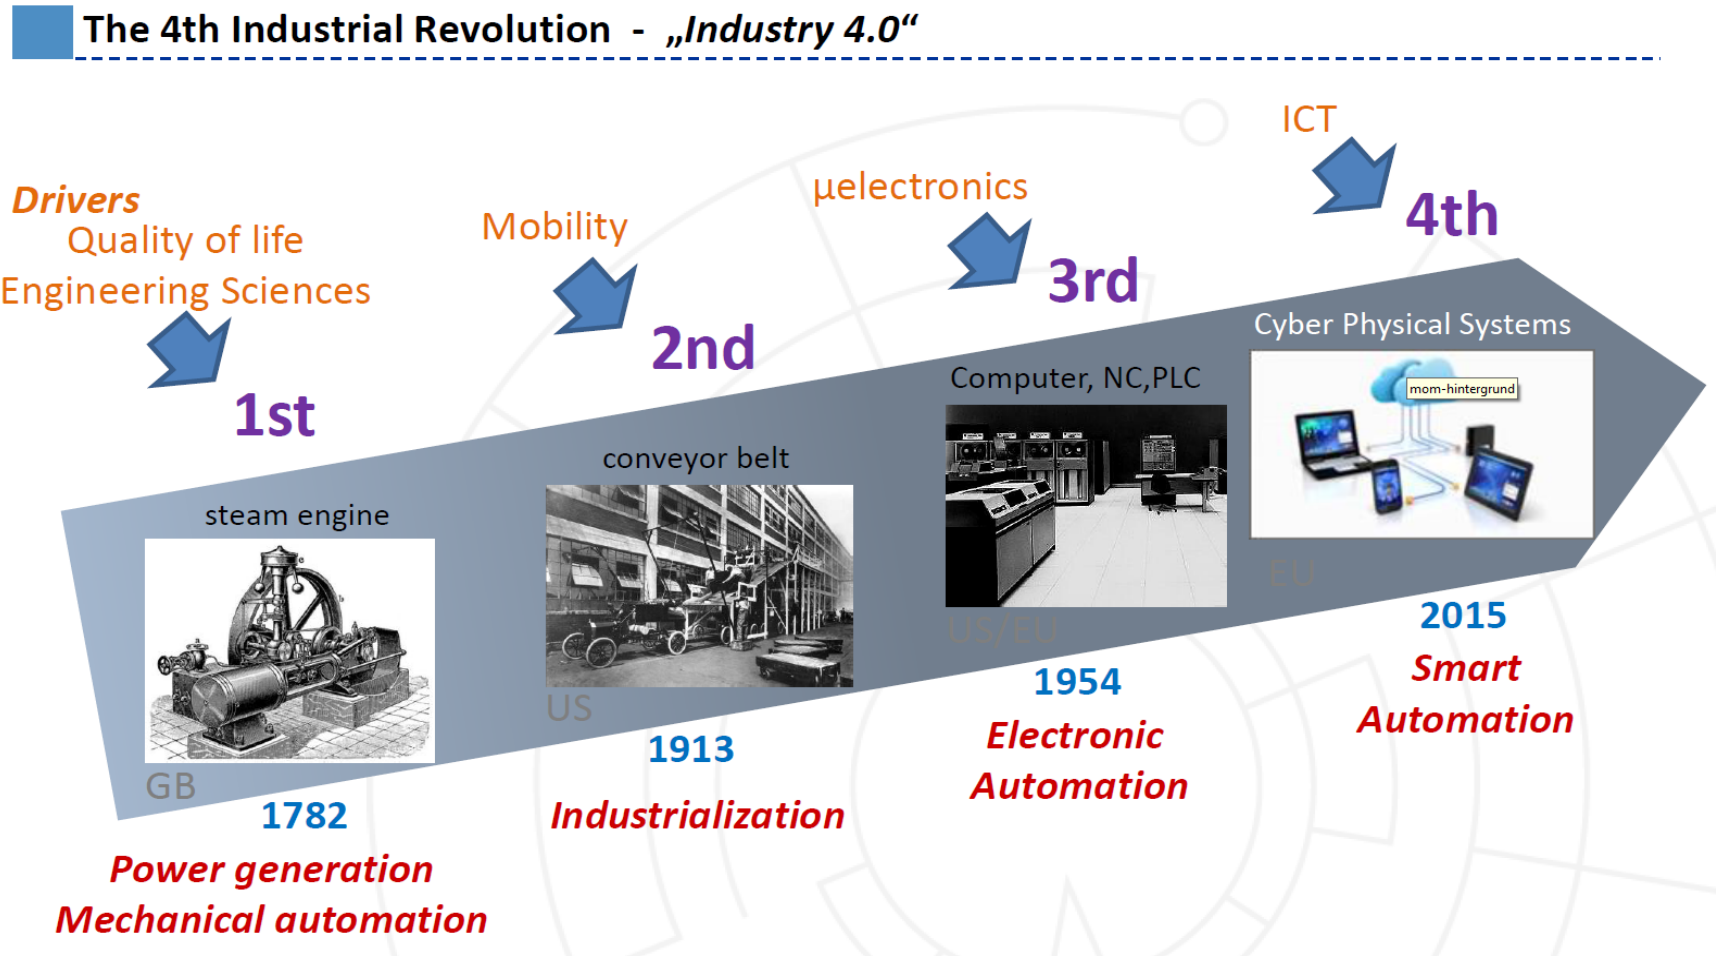 The 4th Industrial Revolution - „Industry 4.0“
Drivers
Quality of life
Engineering Sciences
1st
steam engine
GB
1782
Power generation
Mechanical automation
Mobility
2nd
conveyor belt
US
1913
Industrialization
µelectronics
3rd
Computer, NC,PLC
US/EU
1954
Electronic
Automation
ICT
4th
Cyber Physical Systems
mom-hintergrund
EU
2015
Smart
Automation